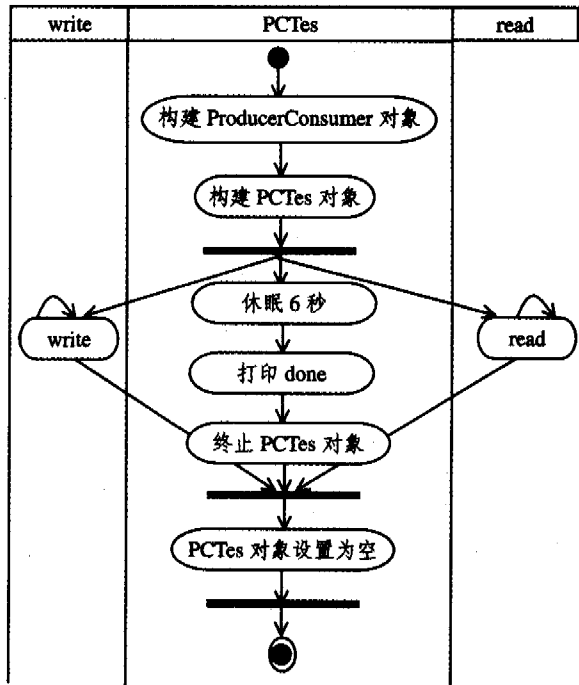 write PCTes read
构建 ProducerConsumer 对象
构建 PCTes 对象
休眠 6 秒
write
read
打印 done
终止 PCTes 对象
PCTes 对象设置为空